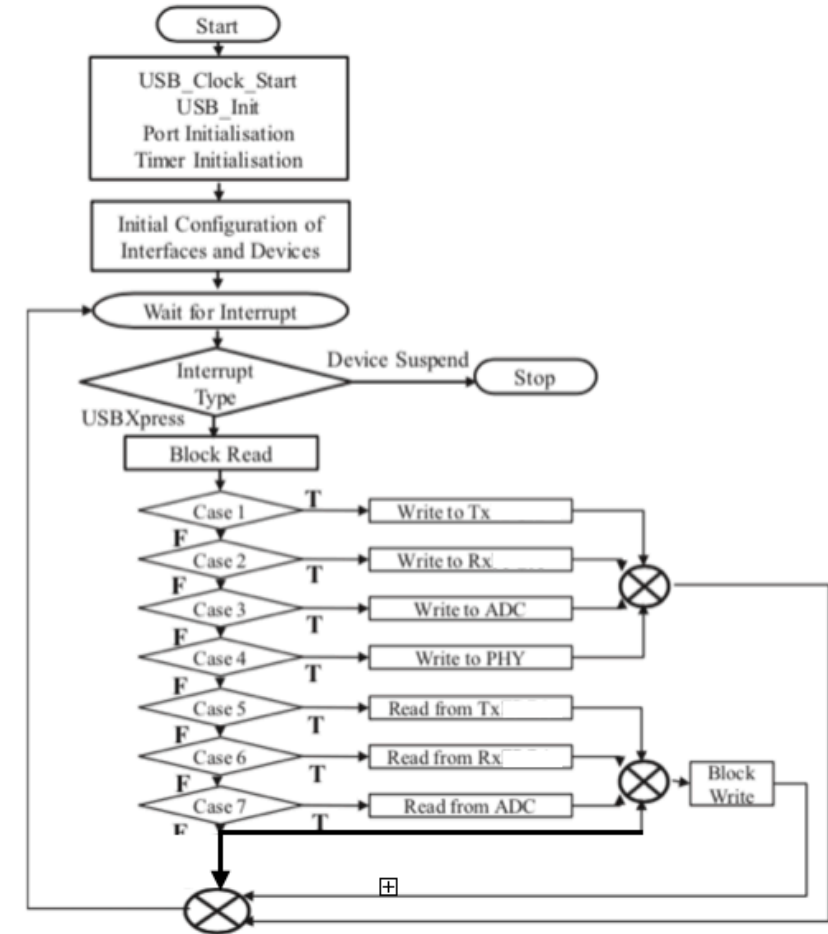 Start
USB_Clock_Start
USB_Init
Port Initialisation
Timer Initialisation
Initial Configuration of
Interfaces and Devices
Wait for Interrupt
Interrupt
Type
Device Suspend
Stop
USBXpress
Block Read
Case 1
T
Write to Tx
F
Case 2
T
Write to Rx
F
Case 3
T
Write to ADC
F
Case 4
T
Write to PHY
F
Case 5
T
Read from Tx
F
Case 6
T
Read from Rx
F
Case 7
T
Read from ADC
Block
Write
F